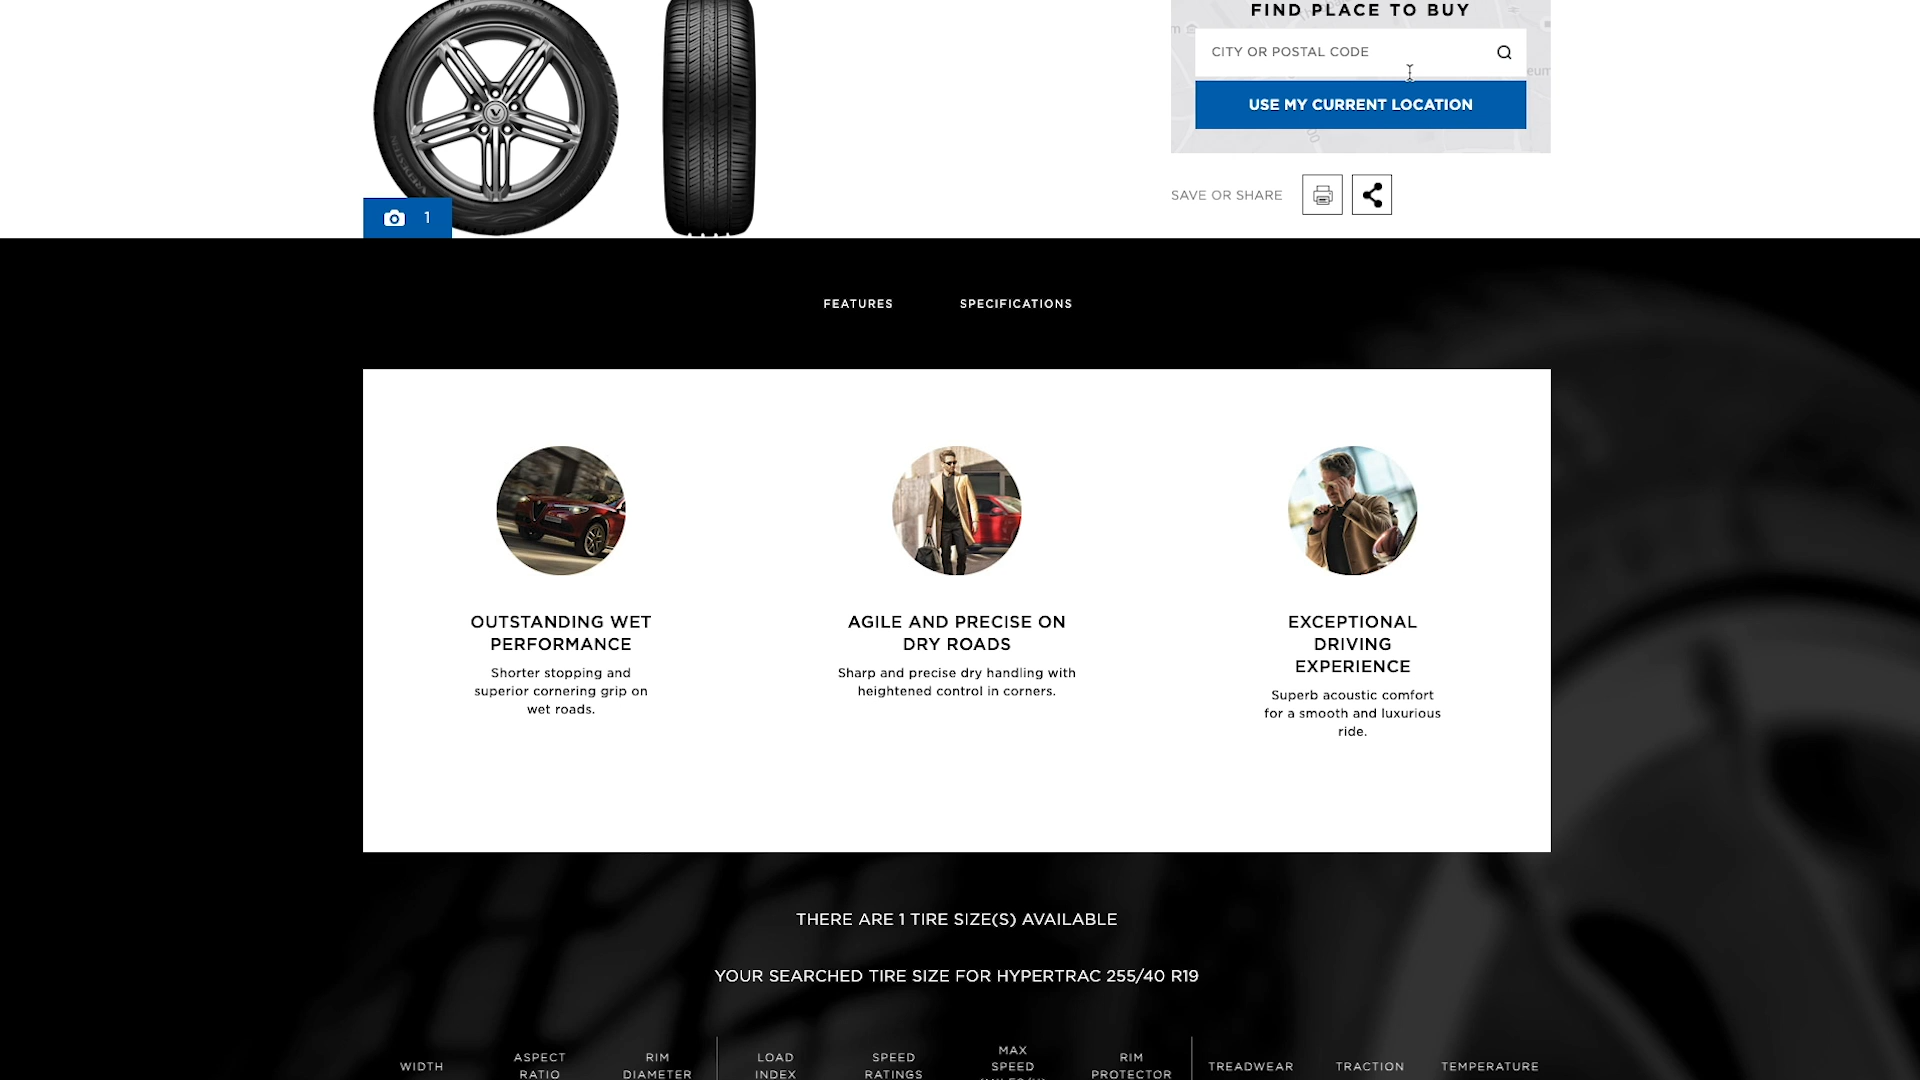 FIND PLACE TO BUY
CITY OR POSTAL CODE
USE MY CURRENT LOCATION
1
SAVE OR SHARE
FEATURES
SPECIFICATIONS
OUTSTANDING WET
PERFORMANCE
Shorter stopping and
superior cornering grip on
wet roads.
AGILE AND PRECISE ON
DRY ROADS
Sharp and precise dry handling with
heightened control in corners.
EXCEPTIONAL
DRIVING
EXPERIENCE
Superb acoustic comfort
for a smooth and luxurious
ride.
THERE ARE 1 TIRE SIZE(S) AVAILABLE
YOUR SEARCHED TIRE SIZE FOR HYPERTRAC 255/40 R19
WIDTH
ASPECT
RATIO
RIM
DIAMETER
LOAD
INDEX
SPEED
RATINGS
MAX
SPEED
RIM
PROTECTOR
TREADWEAR
TRACTION
TEMPERATURE